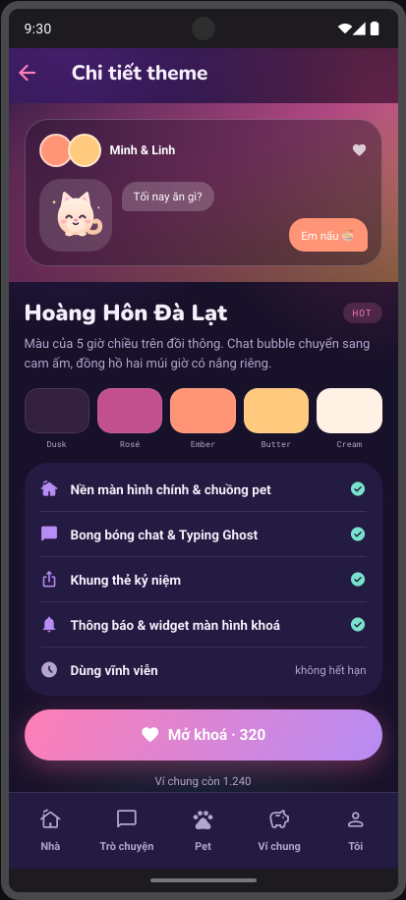 9:30
Chi tiết theme
Minh & Linh
Tối nay ăn gì?
Em nấu 🍜
Hoàng Hôn Đà Lạt
HOT
Màu của 5 giờ chiều trên đồi thông. Chat bubble chuyển sang
cam ấm, đồng hồ hai múi giờ có nắng riêng.
Dusk
Rosé
Ember
Butter
Cream
Nền màn hình chính & chuồng pet
Bong bóng chat & Typing Ghost
Khung thẻ kỷ niệm
Thông báo & widget màn hình khoá
Dùng vĩnh viễn
không hết hạn
Mở khoá · 320
Ví chung còn 1.240
Nhà
Trò chuyện
Pet
Ví chung
Tôi